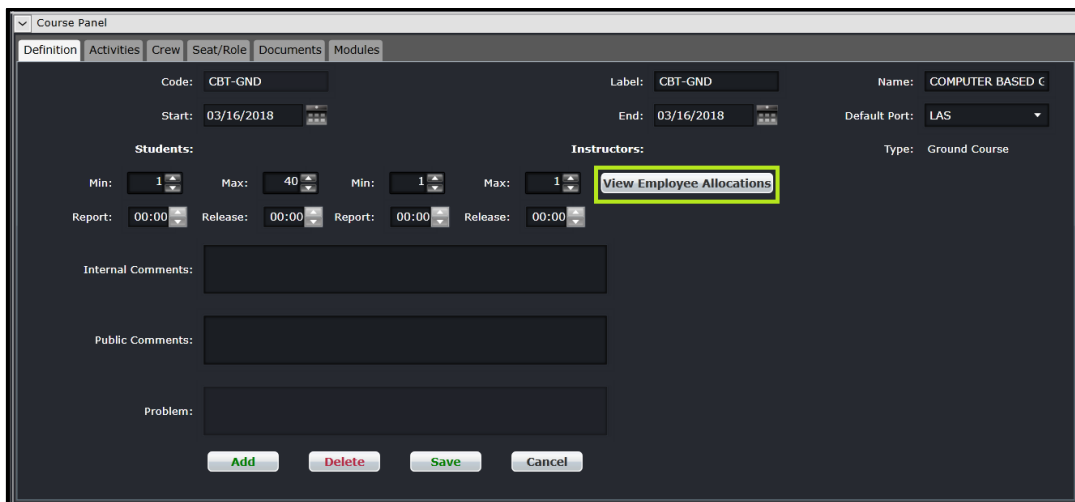 Course Panel
Definition Activities Crew Seat/Role Documents Modules
Code: CBT-GND Label: CBT-GND Name: COMPUTER BASED
Start: 03/16/2018 End: 03/16/2018 Default Port: LAS
Students: Instructors: Type: Ground Course
Min: 1 Max: 40 Min: 1 Max: 1 View Employee Allocations
Report: 00:00 Release: 00:00 Report: 00:00 Release: 00:00
Internal Comments:
Public Comments:
Problem:
Add Delete Save Cancel